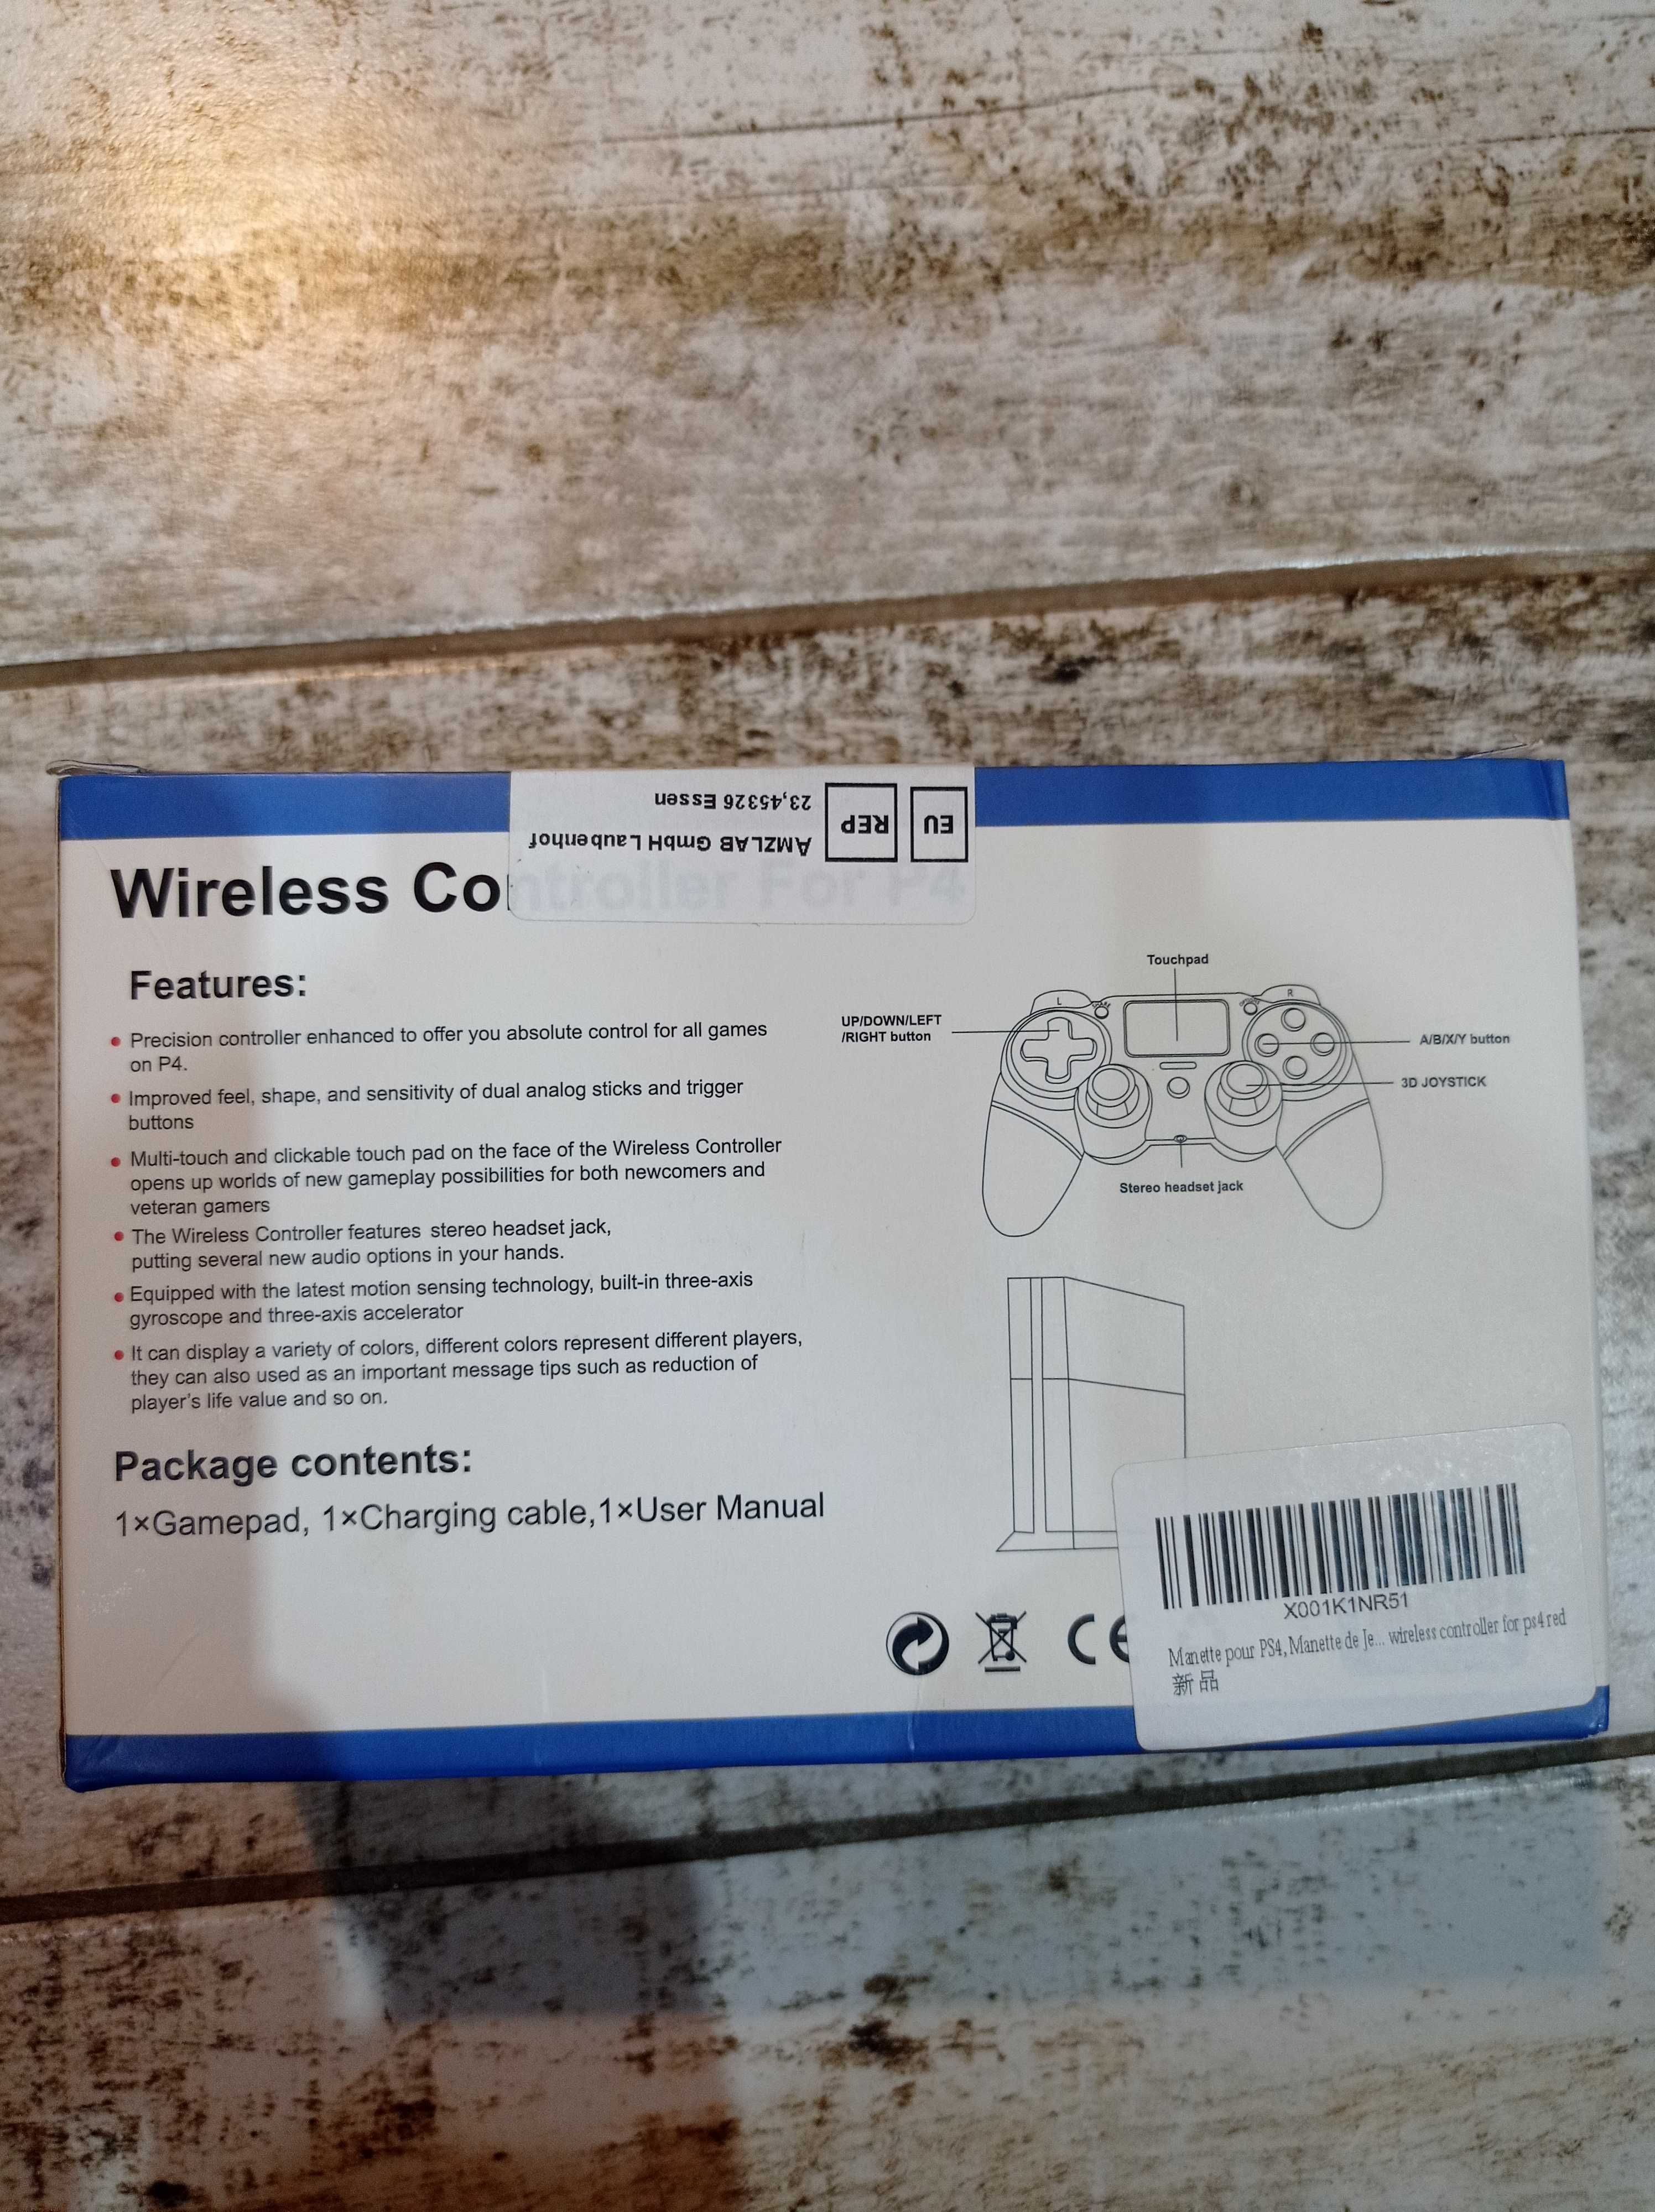 23,45326 Essen
AMZLAB GmbH Laubenhof
REP
EU
Wireless Controller For P4
Features:
Precision controller enhanced to offer you absolute control for all games
on P4.
Improved feel, shape, and sensitivity of dual analog sticks and trigger
buttons
Multi-touch and clickable touch pad on the face of the Wireless Controller
opens up worlds of new gameplay possibilities for both newcomers and
veteran gamers
The Wireless Controller features stereo headset jack,
putting several new audio options in your hands.
Equipped with the latest motion sensing technology, built-in three-axis
gyroscope and three-axis accelerator
It can display a variety of colors, different colors represent different players,
they can also used as an important message tips such as reduction of
player's life value and so on.
Package contents:
1×Gamepad, 1×Charging cable,1×User Manual
Touchpad
L
R
UP/DOWN/LEFT
/RIGHT button
A/B/X/Y button
3D JOYSTICK
Stereo headset jack
CE
X001K1NR51
Manette pour PS4, Manette de Je... wireless controller for ps4 red
新品